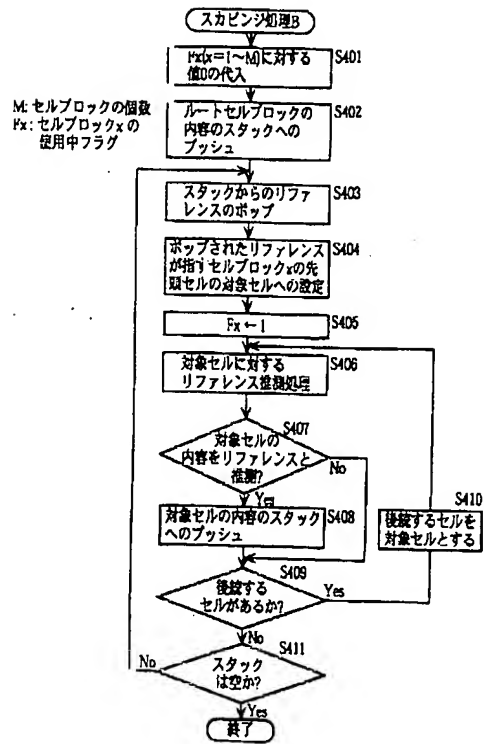 スカビンジ処理B
Fx(x=1〜M)に対する
値0の代入
S401
M: セルブロックの個数
Fx: セルブロックxの
使用中フラグ
ルートセルブロックの
内容のスタックへの
プッシュ
S402
スタックからのリファ
レンスのポップ
S403
ポップされたリファレンス
が指すセルブロックxの先
頭セルの対象セルへの設定
S404
Fx ← 1
S405
対象セルに対する
リファレンス推測処理
S406
S407
対象セルの
内容をリファレンスと
推測?
No
Yes
対象セルの内容のスタック
へのプッシュ
S408
S410
後続するセルを
対象セルとする
S409
後続する
セルがあるか?
Yes
No
S411
スタック
は空か?
No
Yes
終了